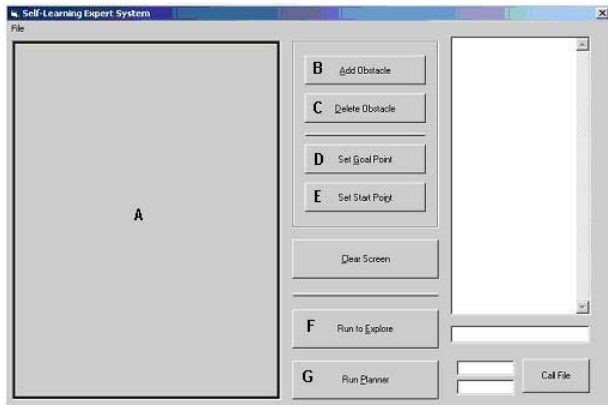 Self-Learning Expert System
File
A
B Add Obstacle
C Delete Obstacle
D Set Goal Point
E Set Start Point
Clear Screen
F Run to Explore
G Run Planner
Call File